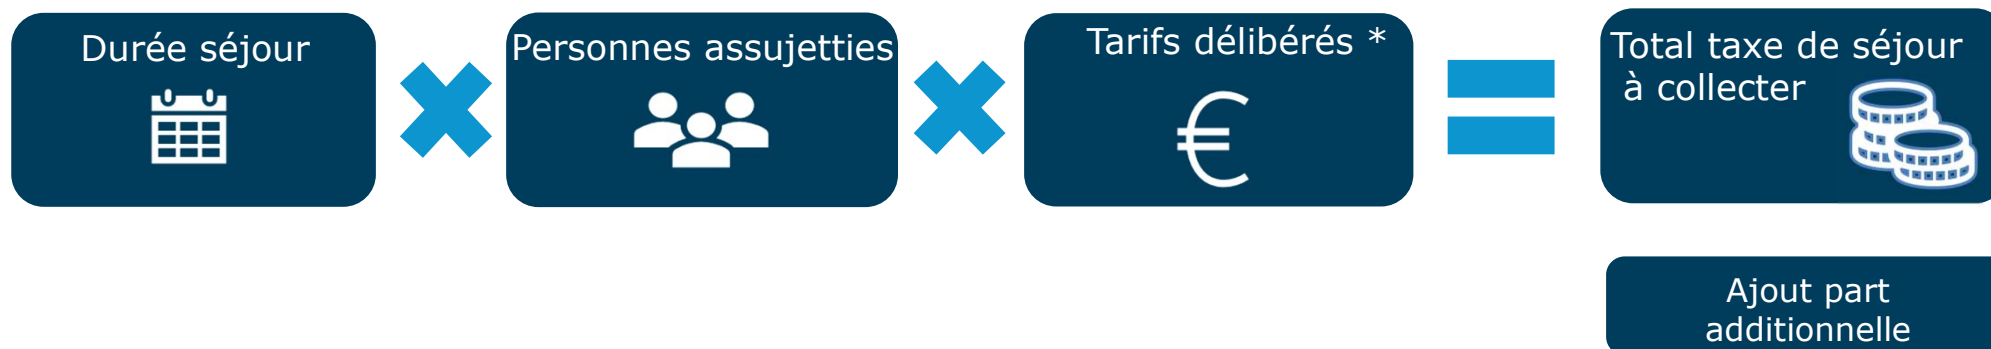 Durée séjour
Personnes assujetties
Tarifs délibérés *
€
Total taxe de séjour
à collecter
Ajout part
additionnelle